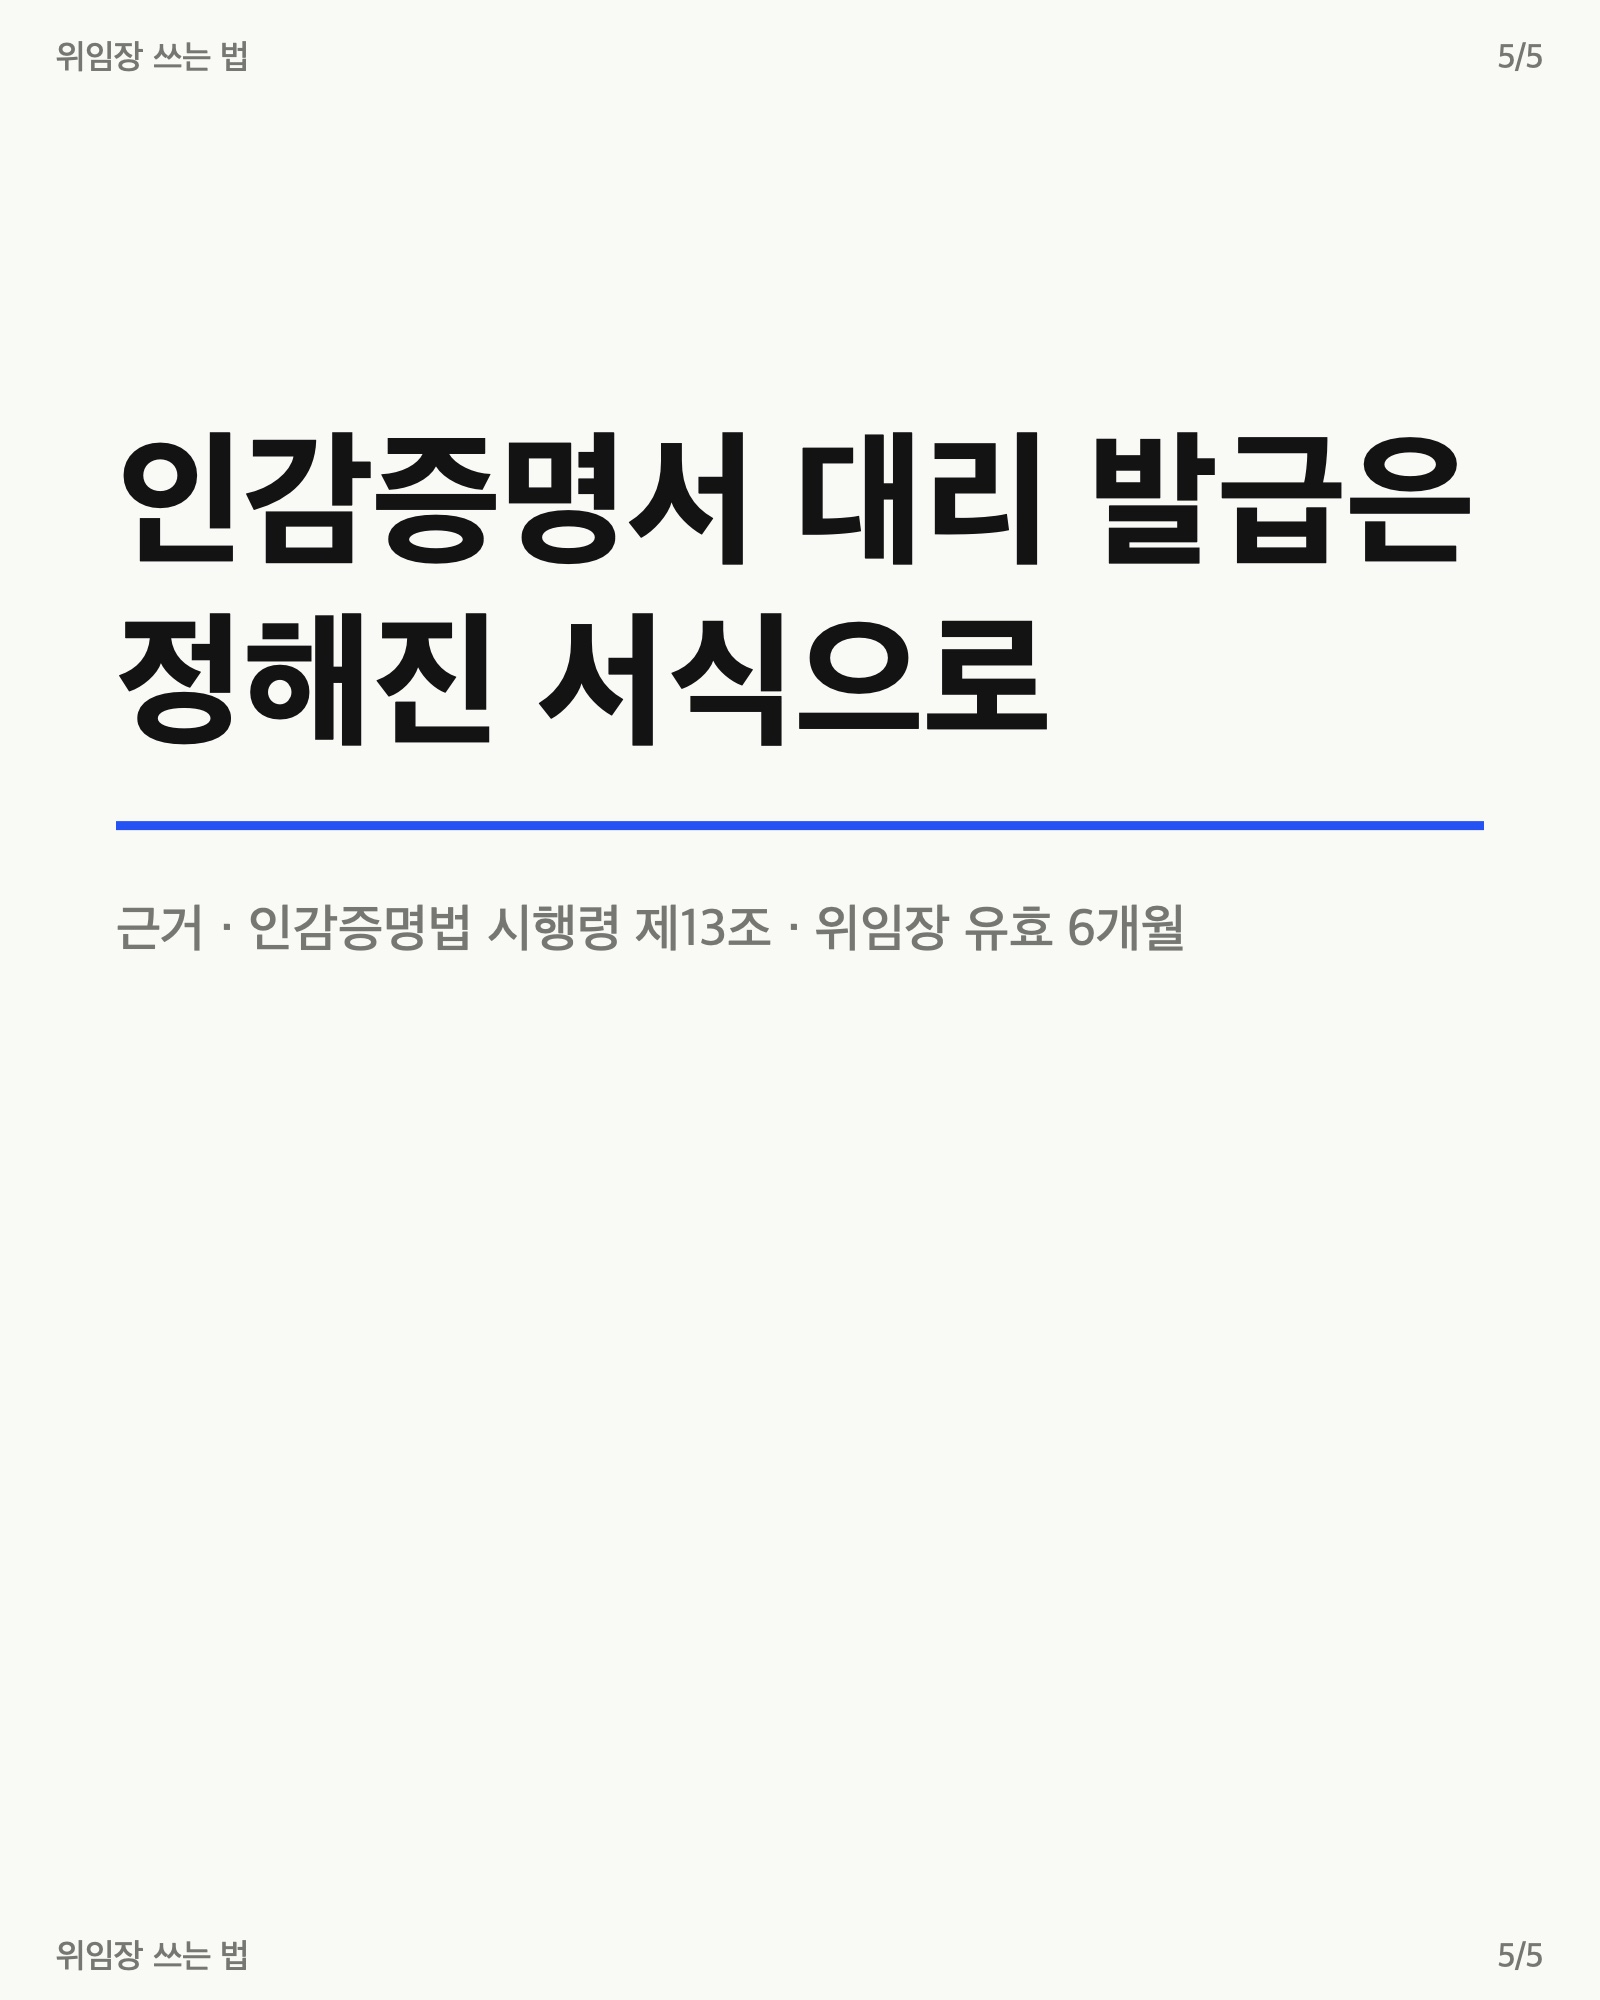 위임장 쓰는 법
5/5
인감증명서 대리 발급은
정해진 서식으로
근거 · 인감증명법 시행령 제13조 · 위임장 유효 6개월
위임장 쓰는 법
5/5